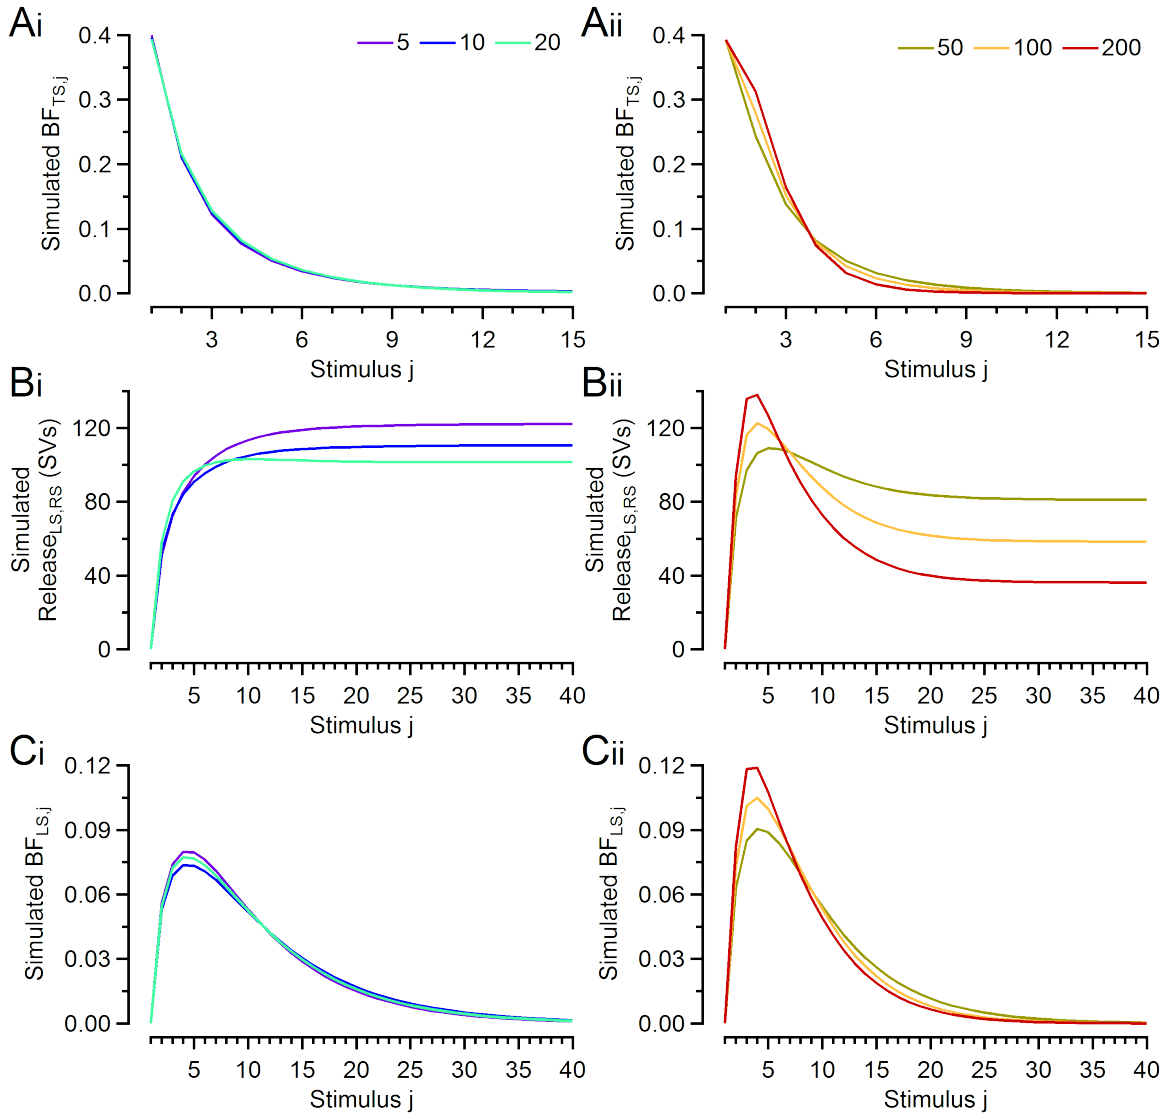 Ai
5 10 20
0.4
0.3
0.2
0.1
0.0
Simulated BF_TS,j
3 6 9 12 15
Stimulus j
Aii
50 100 200
0.4
0.3
0.2
0.1
0.0
Simulated BF_TS,j
3 6 9 12 15
Stimulus j
Bi
120
80
40
0
Simulated
Release_LS,RS (SVs)
5 10 15 20 25 30 35 40
Stimulus j
Bii
120
80
40
0
Simulated
Release_LS,RS (SVs)
5 10 15 20 25 30 35 40
Stimulus j
Ci
0.12
0.09
0.06
0.03
0.00
Simulated BF_LS,j
5 10 15 20 25 30 35 40
Stimulus j
Cii
0.12
0.09
0.06
0.03
0.00
Simulated BF_LS,j
5 10 15 20 25 30 35 40
Stimulus j